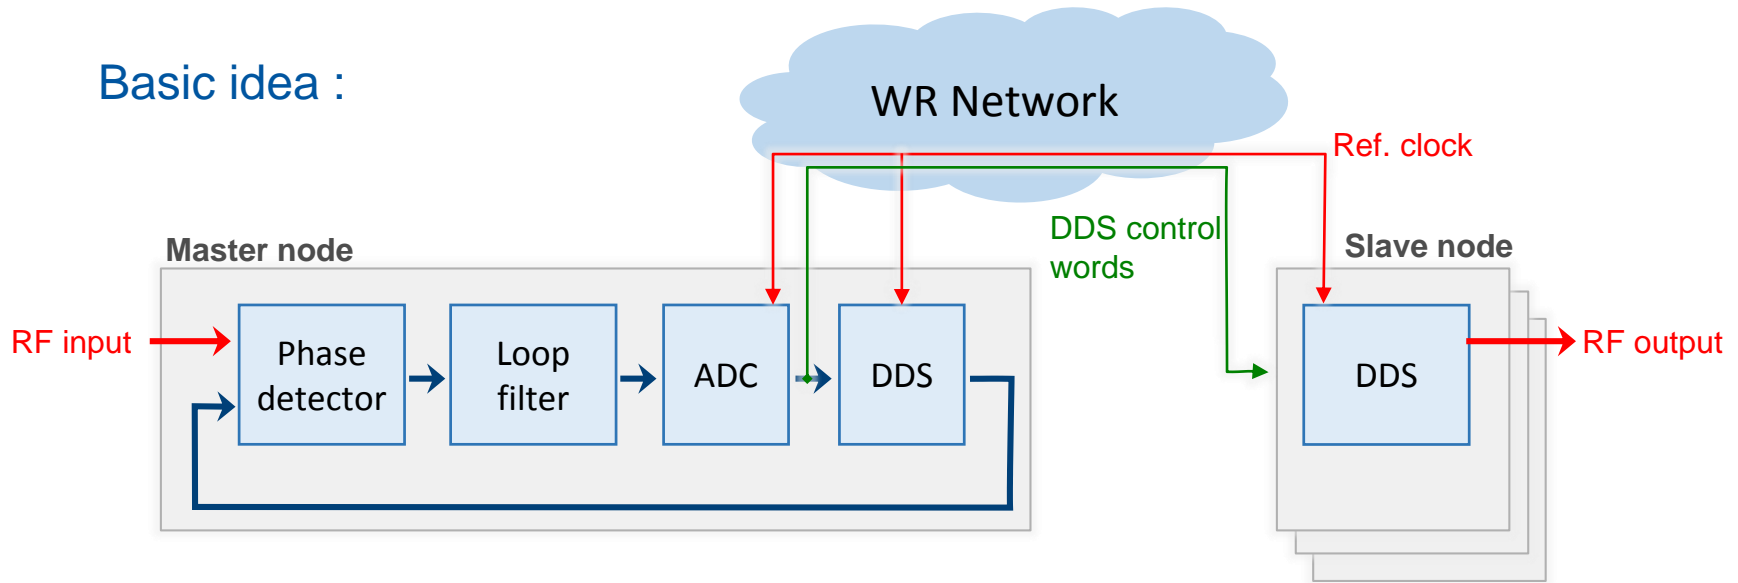 Basic idea :
WR Network
Ref. clock
DDS control
words
Master node
Slave node
RF input
Phase
detector
Loop
filter
ADC
DDS
DDS
RF output